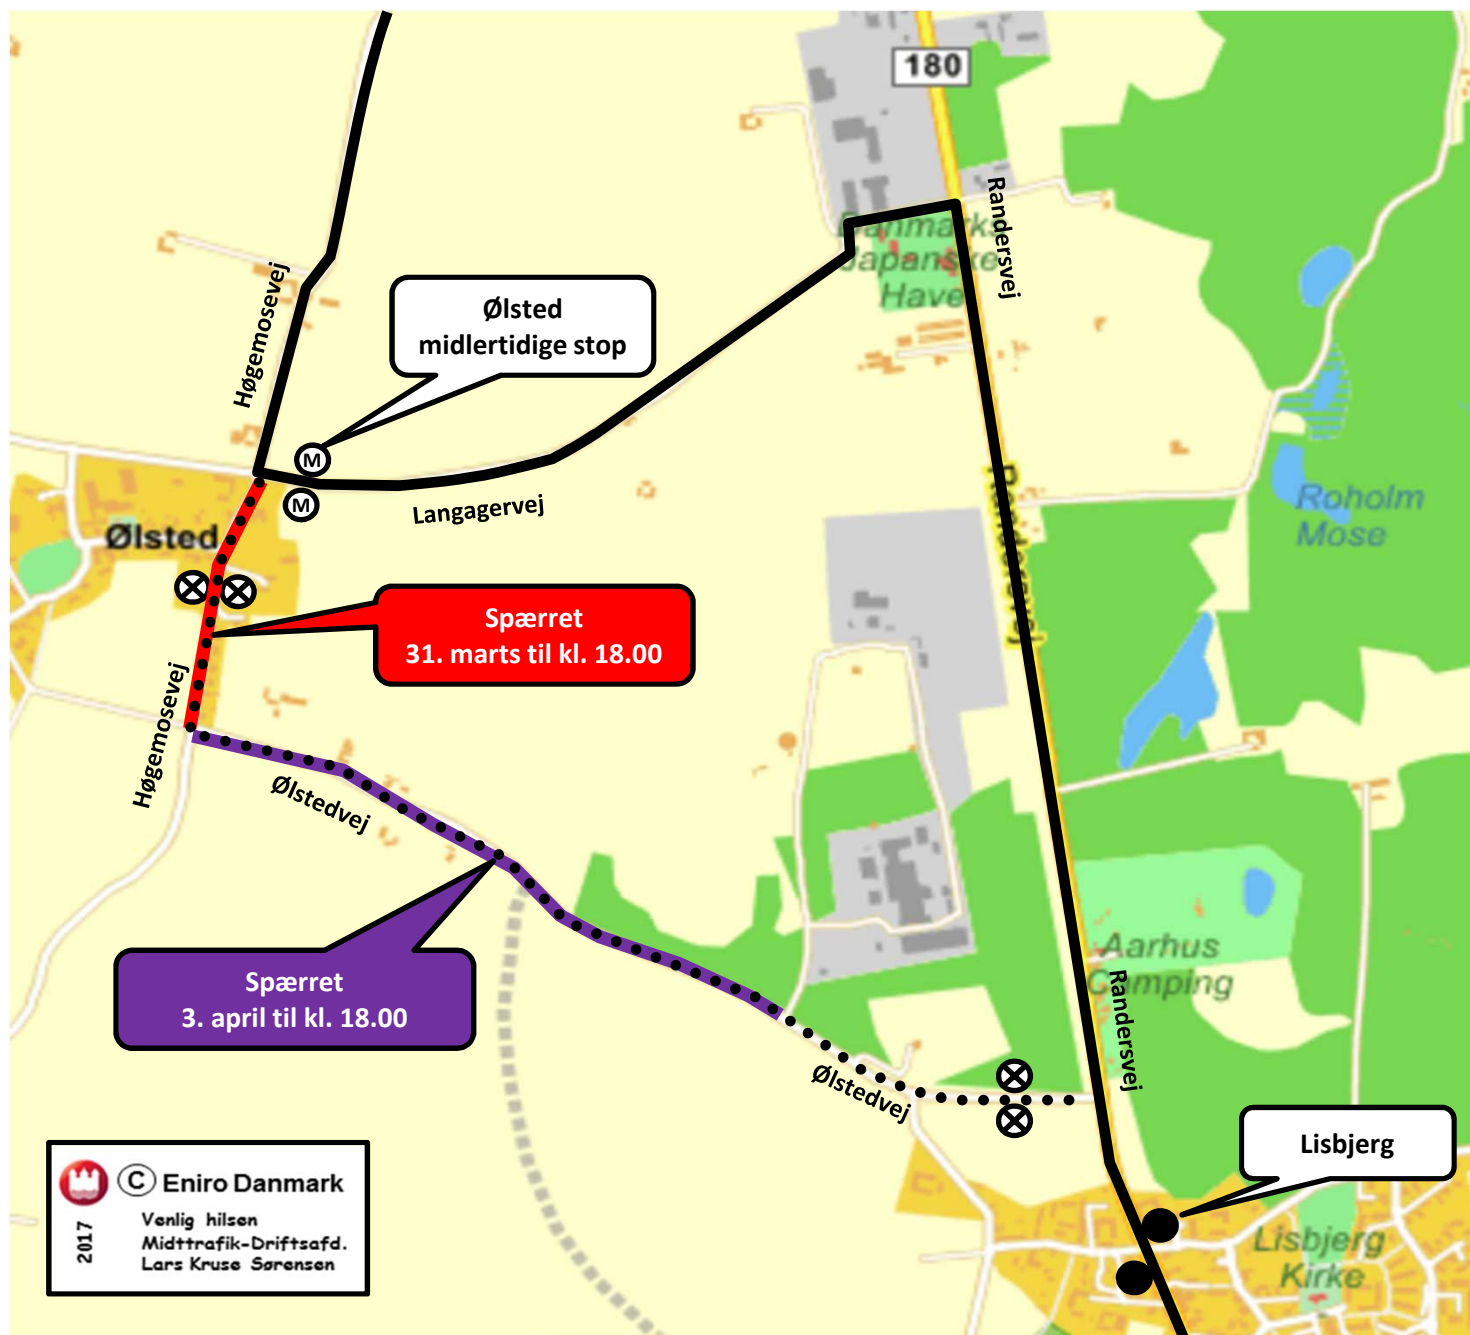 180
Randersvej
Danmarks
Japanske
Have
Høgemosevej
Ølsted
midlertidige stop
M
M
Langagervej
Randersvej
Roholm
Mose
Ølsted
Spærret
31. marts til kl. 18.00
Høgemosevej
Ølstedvej
Spærret
3. april til kl. 18.00
Aarhus
Camping
Randersvej
Ølstedvej
Lisbjerg
Lisbjerg
Kirke
C Eniro Danmark
2017
Venlig hilsen
Midttrafik-Driftsafd.
Lars Kruse Sørensen